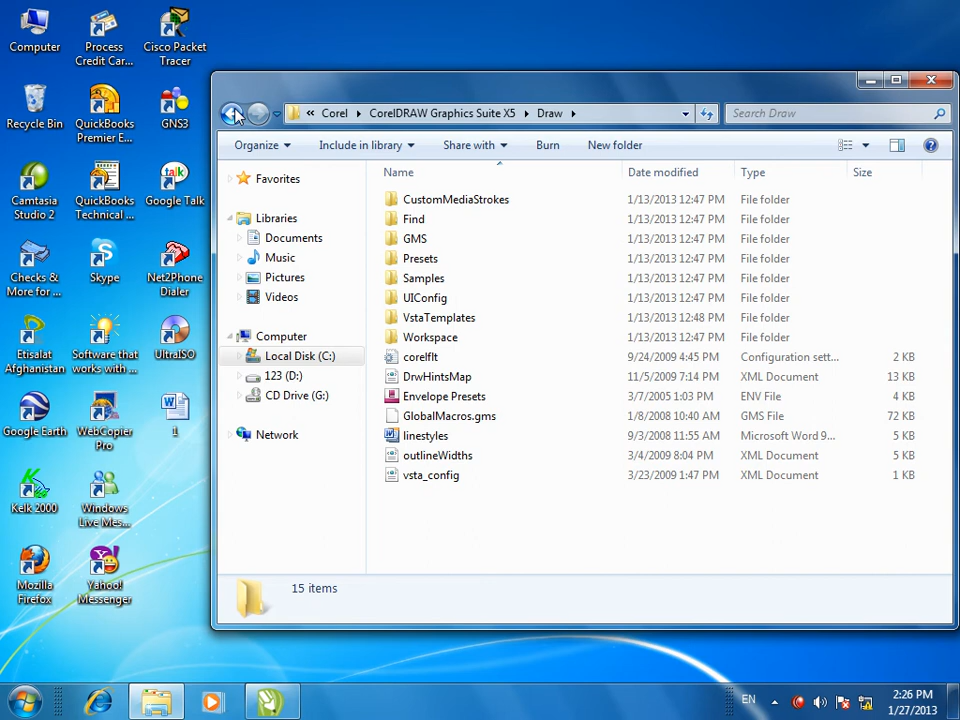 Computer
Process
Credit Car...
Cisco Packet
Tracer
Recycle Bin
QuickBooks
Premier E...
GNS3
Camtasia
Studio 2
QuickBooks
Technical ...
talk
Google Talk
Checks &
More for ...
Skype
Net2Phone
Dialer
Etisalat
Afghanistan
Software that
works with ...
UltraISO
Google Earth
WebCopier
Pro
1
Kelk 2000
Windows
Live Mes...
Mozilla
Firefox
Yahoo!
Messenger
« Corel CorelDRAW Graphics Suite X5 Draw
Search Draw
Organize Include in library Share with Burn New folder
Favorites
Libraries
Documents
Music
Pictures
Videos
Computer
Local Disk (C:)
123 (D:)
CD Drive (G:)
Network
Name Date modified Type Size
CustomMediaStrokes 1/13/2013 12:47 PM File folder
Find 1/13/2013 12:47 PM File folder
GMS 1/13/2013 12:47 PM File folder
Presets 1/13/2013 12:47 PM File folder
Samples 1/13/2013 12:47 PM File folder
UIConfig 1/13/2013 12:47 PM File folder
VstaTemplates 1/13/2013 12:48 PM File folder
Workspace 1/13/2013 12:47 PM File folder
corelflt 9/24/2009 4:45 PM Configuration sett... 2 KB
DrwHintsMap 11/5/2009 7:14 PM XML Document 13 KB
Envelope Presets 3/7/2005 1:03 PM ENV File 4 KB
GlobalMacros.gms 1/8/2008 10:40 AM GMS File 72 KB
linestyles 9/3/2008 11:55 AM Microsoft Word 9... 5 KB
outlineWidths 3/4/2009 8:04 PM XML Document 5 KB
vsta_config 3/23/2009 1:47 PM XML Document 1 KB
15 items
EN
2:26 PM
1/27/2013